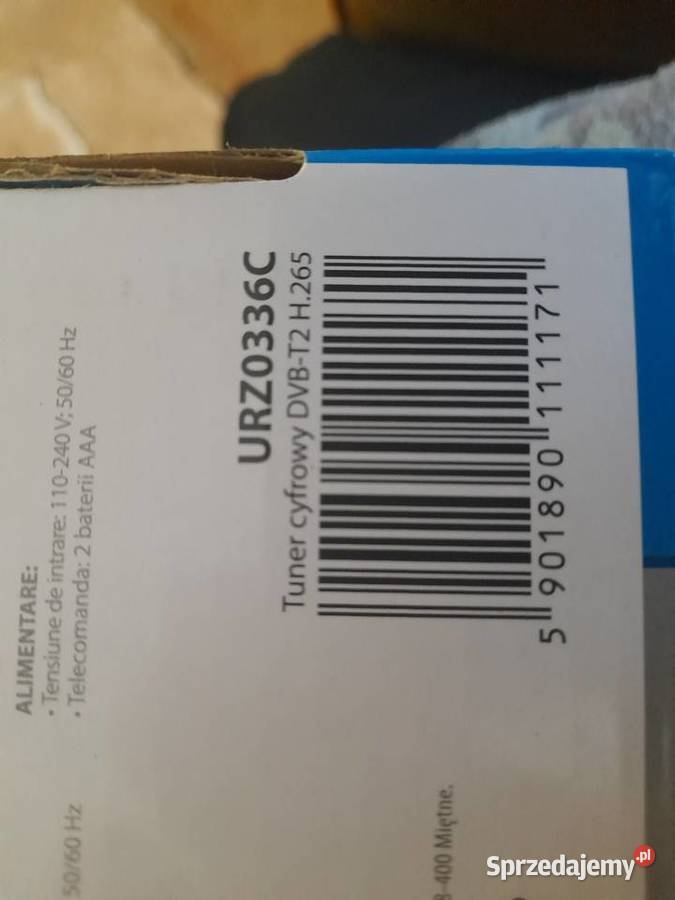 ALIMENTARE:
• Tensiune de intrare: 110-240 V; 50/60 Hz
• Telecomanda: 2 baterii AAA
50/60 Hz
URZ0336C
Tuner cyfrowy DVB-T2 H.265
5 901890 111171
-400 Miętne.
Sprzedajemy.pl